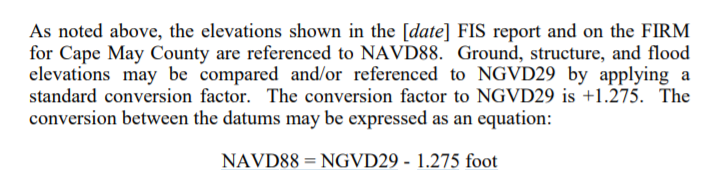 As noted above, the elevations shown in the [date] FIS report and on the FIRM
for Cape May County are referenced to NAVD88. Ground, structure, and flood
elevations may be compared and/or referenced to NGVD29 by applying a
standard conversion factor. The conversion factor to NGVD29 is +1.275. The
conversion between the datums may be expressed as an equation:
NAVD88 = NGVD29 - 1.275 foot